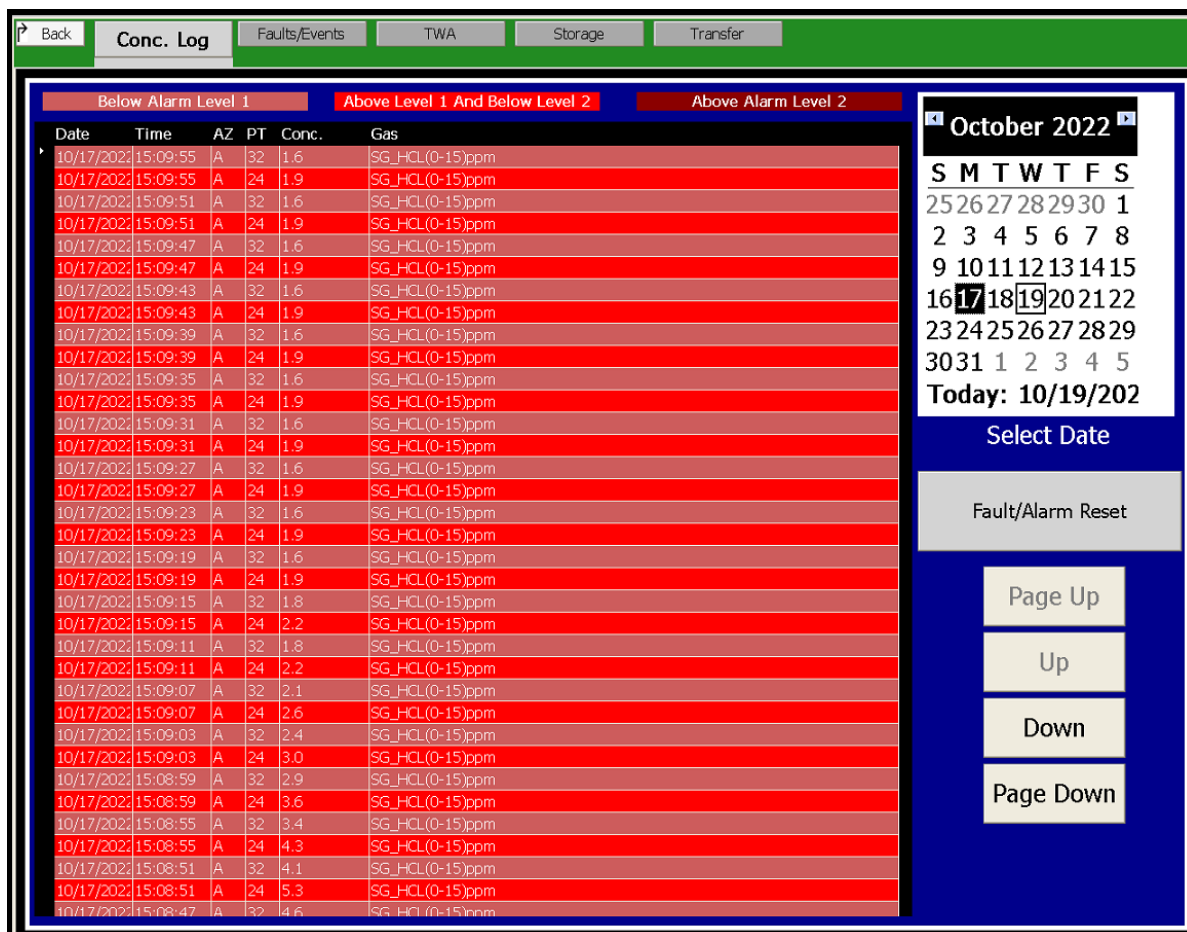 Back Conc. Log Faults/Events TWA Storage Transfer
Below Alarm Level 1 Above Level 1 And Below Level 2 Above Alarm Level 2
Date Time AZ PT Conc. Gas
10/17/2022 15:09:55 A 32 1.6 SG_HCL(0-15)ppm
10/17/2022 15:09:55 A 24 1.9 SG_HCL(0-15)ppm
10/17/2022 15:09:51 A 32 1.6 SG_HCL(0-15)ppm
10/17/2022 15:09:51 A 24 1.9 SG_HCL(0-15)ppm
10/17/2022 15:09:47 A 32 1.6 SG_HCL(0-15)ppm
10/17/2022 15:09:47 A 24 1.9 SG_HCL(0-15)ppm
10/17/2022 15:09:43 A 32 1.6 SG_HCL(0-15)ppm
10/17/2022 15:09:43 A 24 1.9 SG_HCL(0-15)ppm
10/17/2022 15:09:39 A 32 1.6 SG_HCL(0-15)ppm
10/17/2022 15:09:39 A 24 1.9 SG_HCL(0-15)ppm
10/17/2022 15:09:35 A 32 1.6 SG_HCL(0-15)ppm
10/17/2022 15:09:35 A 24 1.9 SG_HCL(0-15)ppm
10/17/2022 15:09:31 A 32 1.6 SG_HCL(0-15)ppm
10/17/2022 15:09:31 A 24 1.9 SG_HCL(0-15)ppm
10/17/2022 15:09:27 A 32 1.6 SG_HCL(0-15)ppm
10/17/2022 15:09:27 A 24 1.9 SG_HCL(0-15)ppm
10/17/2022 15:09:23 A 32 1.6 SG_HCL(0-15)ppm
10/17/2022 15:09:23 A 24 1.9 SG_HCL(0-15)ppm
10/17/2022 15:09:19 A 32 1.6 SG_HCL(0-15)ppm
10/17/2022 15:09:19 A 24 1.9 SG_HCL(0-15)ppm
10/17/2022 15:09:15 A 32 1.8 SG_HCL(0-15)ppm
10/17/2022 15:09:15 A 24 2.2 SG_HCL(0-15)ppm
10/17/2022 15:09:11 A 32 1.8 SG_HCL(0-15)ppm
10/17/2022 15:09:11 A 24 2.2 SG_HCL(0-15)ppm
10/17/2022 15:09:07 A 32 2.1 SG_HCL(0-15)ppm
10/17/2022 15:09:07 A 24 2.6 SG_HCL(0-15)ppm
10/17/2022 15:09:03 A 32 2.4 SG_HCL(0-15)ppm
10/17/2022 15:09:03 A 24 3.0 SG_HCL(0-15)ppm
10/17/2022 15:08:59 A 32 2.9 SG_HCL(0-15)ppm
10/17/2022 15:08:59 A 24 3.6 SG_HCL(0-15)ppm
10/17/2022 15:08:55 A 32 3.4 SG_HCL(0-15)ppm
10/17/2022 15:08:55 A 24 4.3 SG_HCL(0-15)ppm
10/17/2022 15:08:51 A 32 4.1 SG_HCL(0-15)ppm
10/17/2022 15:08:51 A 24 5.3 SG_HCL(0-15)ppm
10/17/2022 15:08:47 A 32 4.6 SG_HCL(0-15)ppm
October 2022
S M T W T F S
25 26 27 28 29 30 1
2 3 4 5 6 7 8
9 10 11 12 13 14 15
16 17 18 19 20 21 22
23 24 25 26 27 28 29
30 31 1 2 3 4 5
Today: 10/19/202
Select Date
Fault/Alarm Reset
Page Up
Up
Down
Page Down